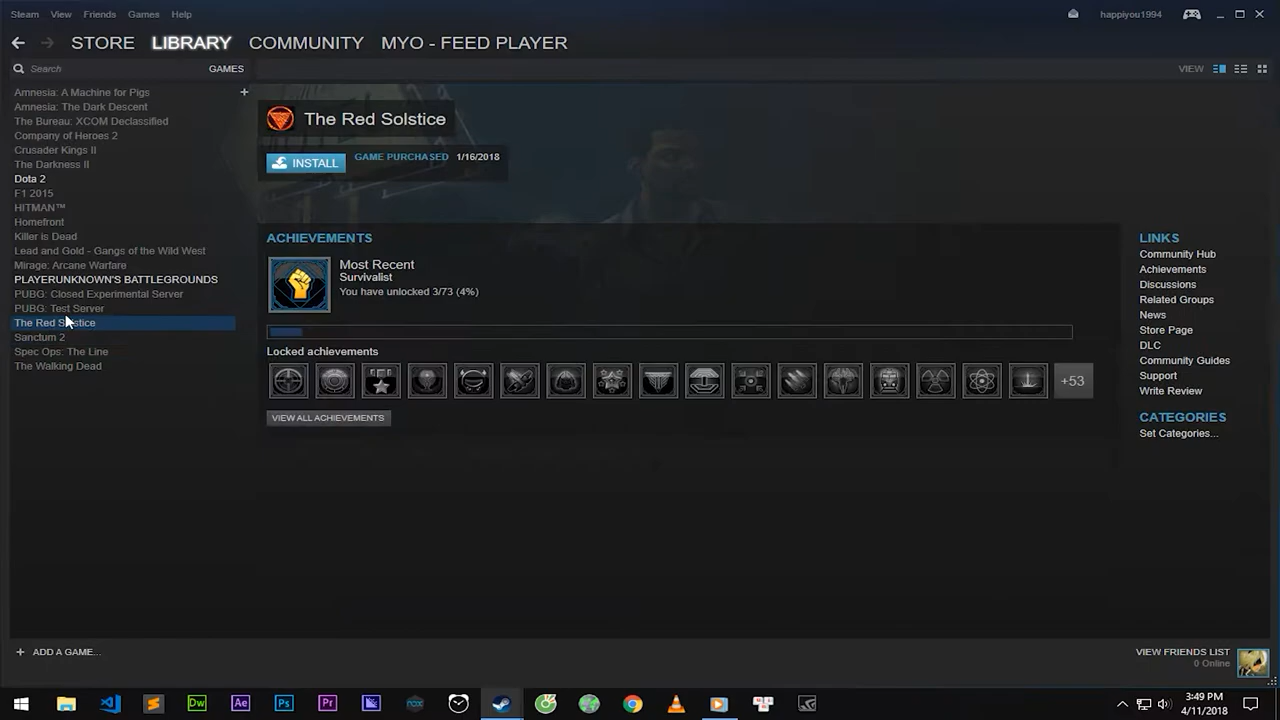 Steam View Friends Games Help happiyou1994
STORE LIBRARY COMMUNITY MYO - FEED PLAYER
Search GAMES VIEW
Amnesia: A Machine for Pigs
Amnesia: The Dark Descent
The Bureau: XCOM Declassified
Company of Heroes 2
Crusader Kings II
The Darkness II
Dota 2
F1 2015
HITMAN™
Homefront
Killer is Dead
Lead and Gold - Gangs of the Wild West
Mirage: Arcane Warfare
PLAYERUNKNOWN'S BATTLEGROUNDS
PUBG: Closed Experimental Server
PUBG: Test Server
The Red Solstice
Sanctum 2
Spec Ops: The Line
The Walking Dead
+ ADD A GAME...
The Red Solstice
INSTALL GAME PURCHASED 1/16/2018
ACHIEVEMENTS
Most Recent
Survivalist
You have unlocked 3/73 (4%)
Locked achievements
+53
VIEW ALL ACHIEVEMENTS
LINKS
Community Hub
Achievements
Discussions
Related Groups
News
Store Page
DLC
Community Guides
Support
Write Review
CATEGORIES
Set Categories...
VIEW FRIENDS LIST
0 Online
Dw Ae Ps Pr nox
3:49 PM
4/11/2018